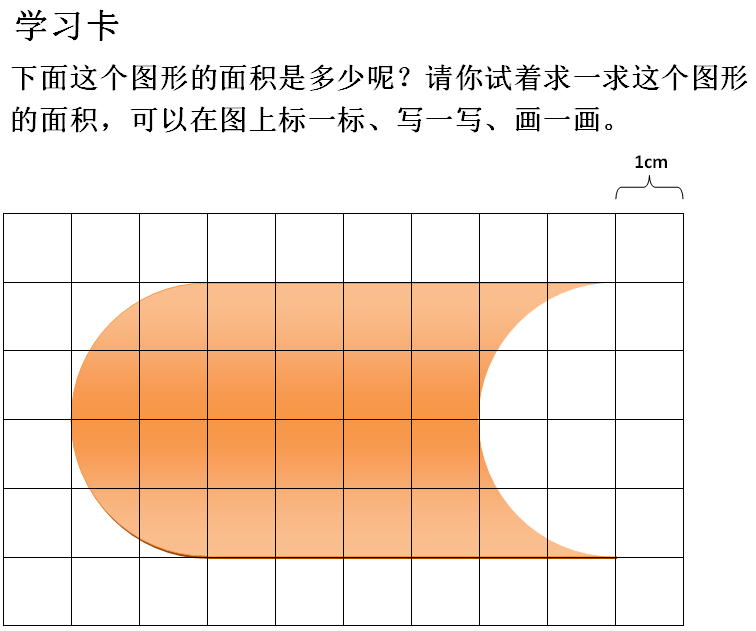 学习卡
下面这个图形的面积是多少呢？请你试着求一求这个图形
的面积，可以在图上标一标、写一写、画一画。
1cm